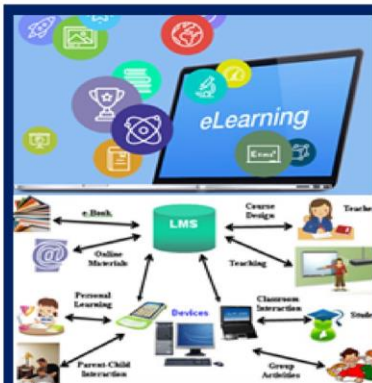 eLearning
E=mc²
e-Book
LMS
Course
Design
Teache
Online
Materials
Teaching
Personal
Learning
Devices
Classroom
Interaction
Stude
Parent-Child
Interaction
Group
Activities